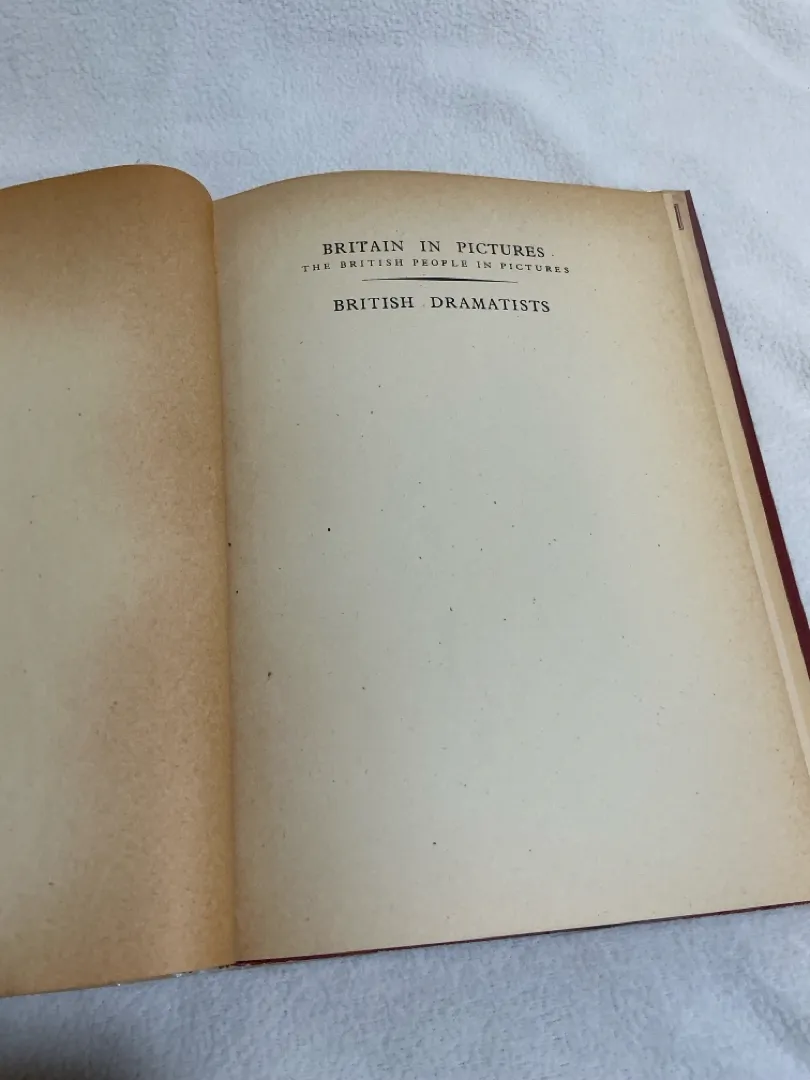 BRITAIN IN PICTURES
THE BRITISH PEOPLE IN PICTURES
BRITISH DRAMATISTS